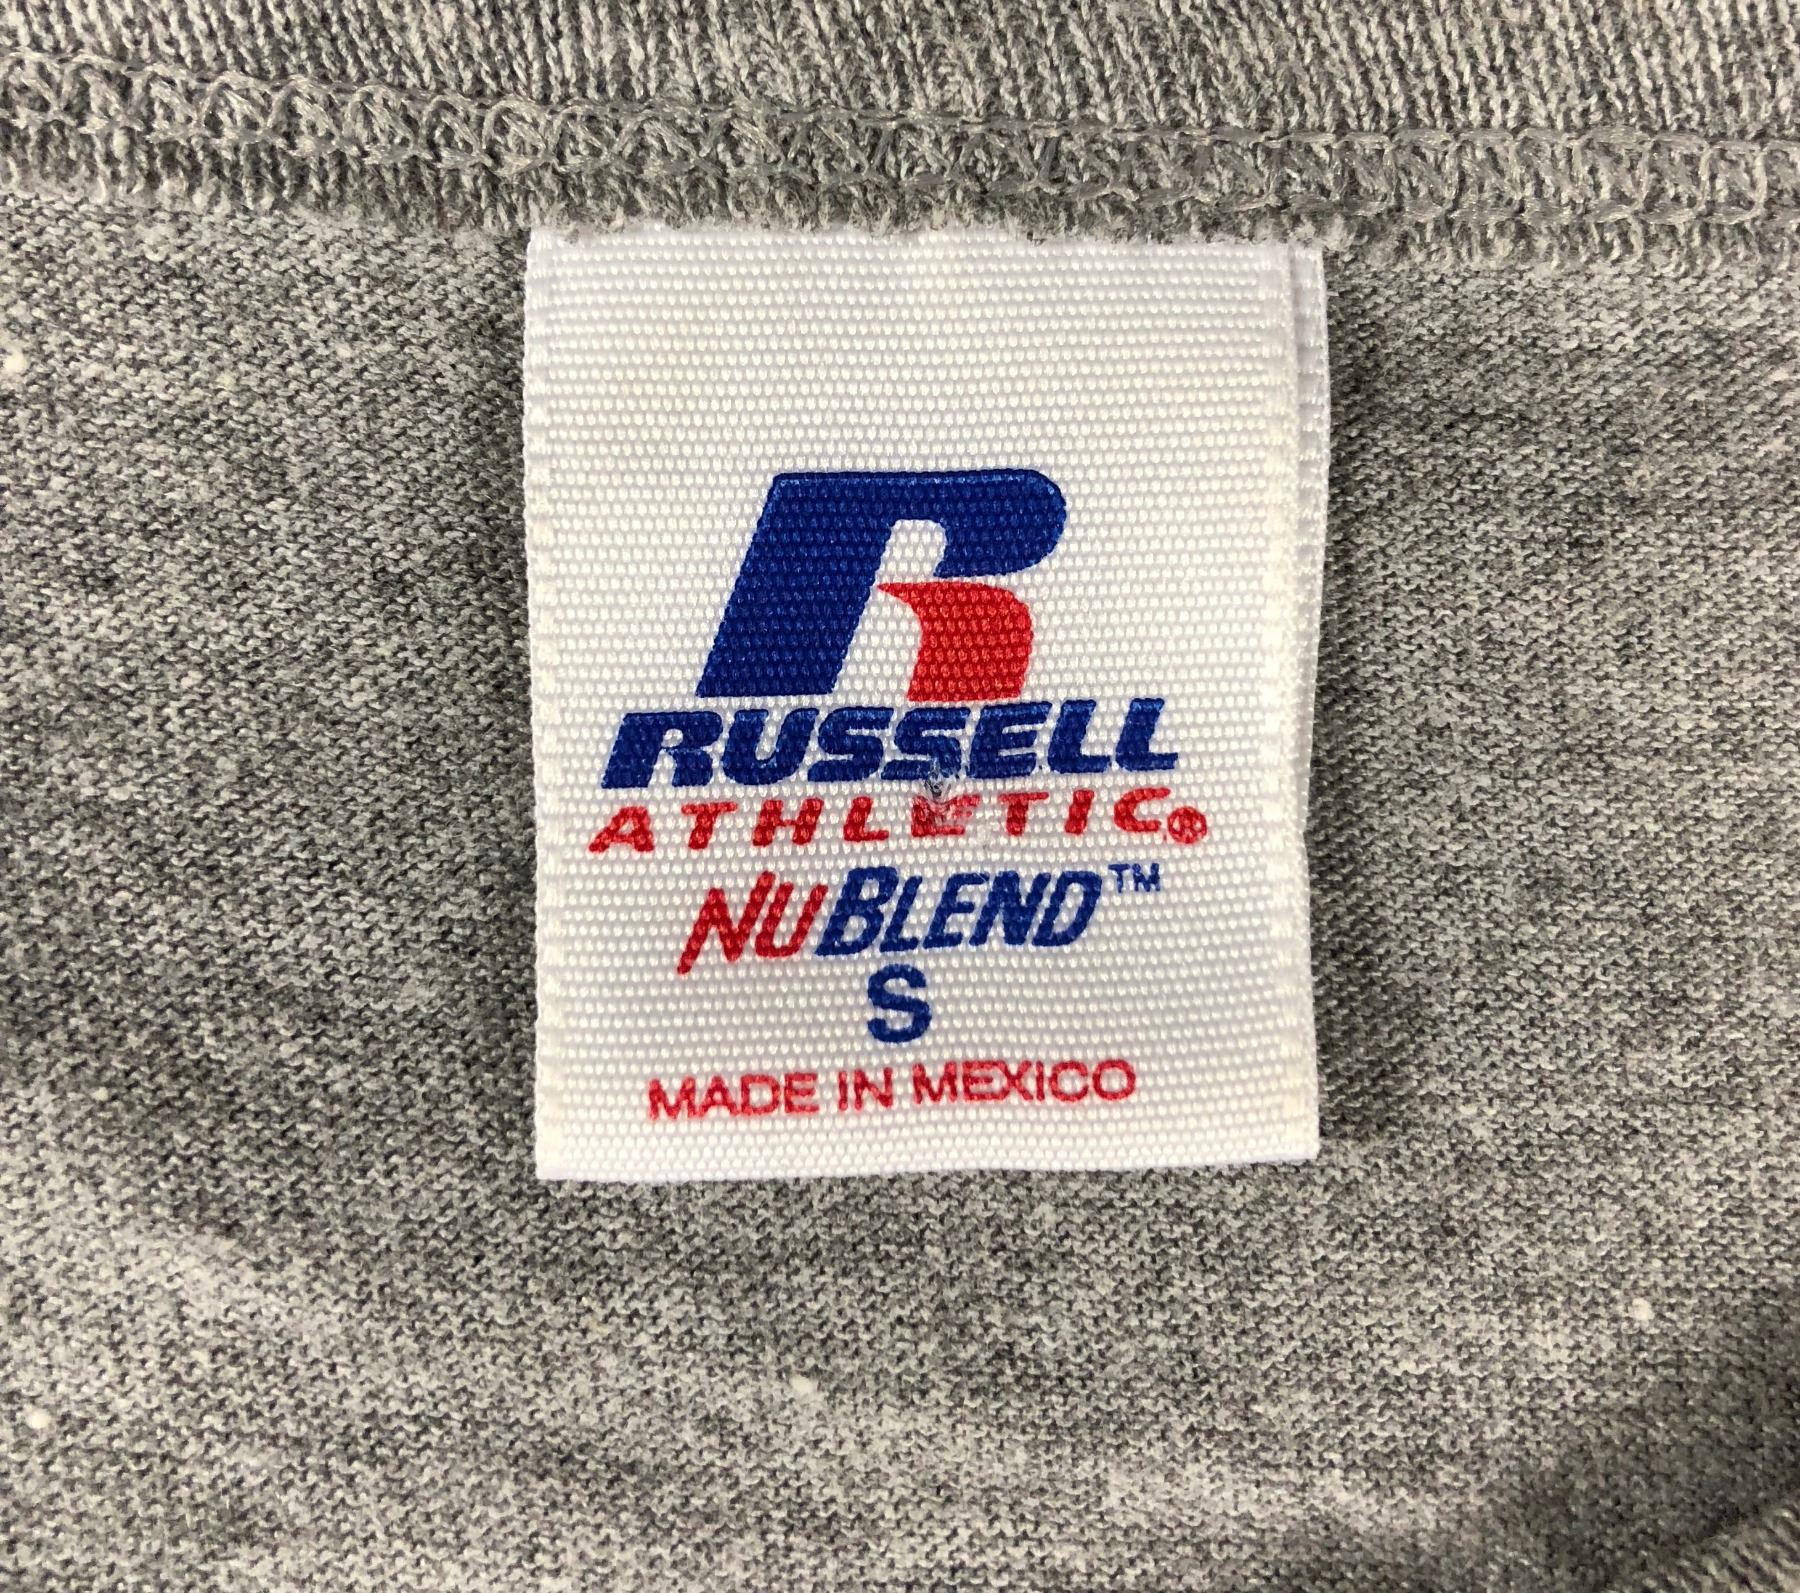 R
RUSSELL
ATHLETIC®
NUBLEND™
S
MADE IN MEXICO